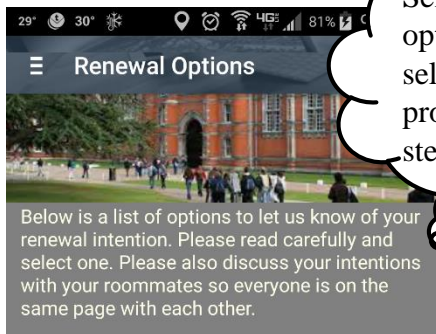 29° 30° 4G 81%
opt
sel
pro
ste
Renewal Options
Below is a list of options to let us know of your
renewal intention. Please read carefully and
select one. Please also discuss your intentions
with your roommates so everyone is on the
same page with each other.